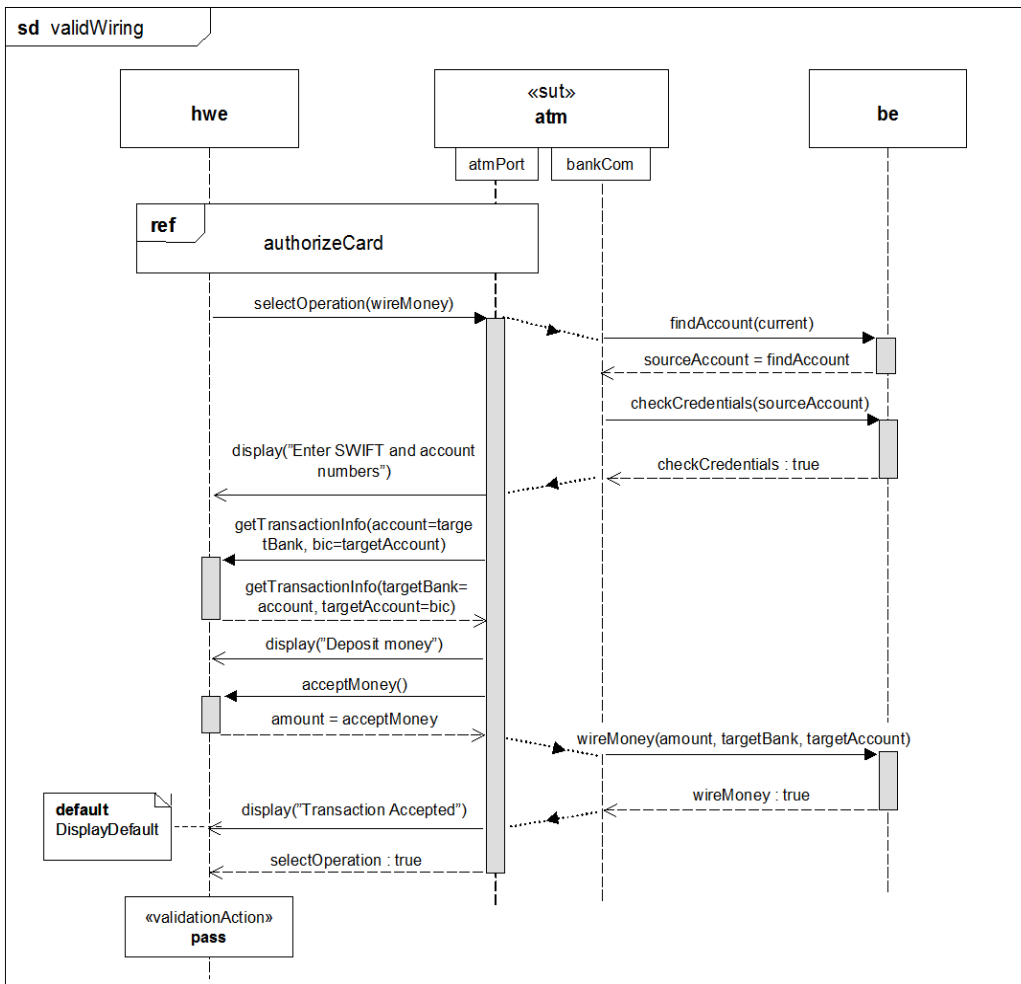 sd validWiring
hwe
«sut»
atm
be
atmPort
bankCom
ref
authorizeCard
selectOperation(wireMoney)
findAccount(current)
sourceAccount = findAccount
checkCredentials(sourceAccount)
display(”Enter SWIFT and account
numbers”)
checkCredentials : true
getTransactionInfo(account=targe
tBank, bic=targetAccount)
getTransactionInfo(targetBank=
account, targetAccount=bic)
display(”Deposit money”)
acceptMoney()
amount = acceptMoney
wireMoney(amount, targetBank, targetAccount)
wireMoney : true
default
DisplayDefault
display(”Transaction Accepted”)
selectOperation : true
«validationAction»
pass